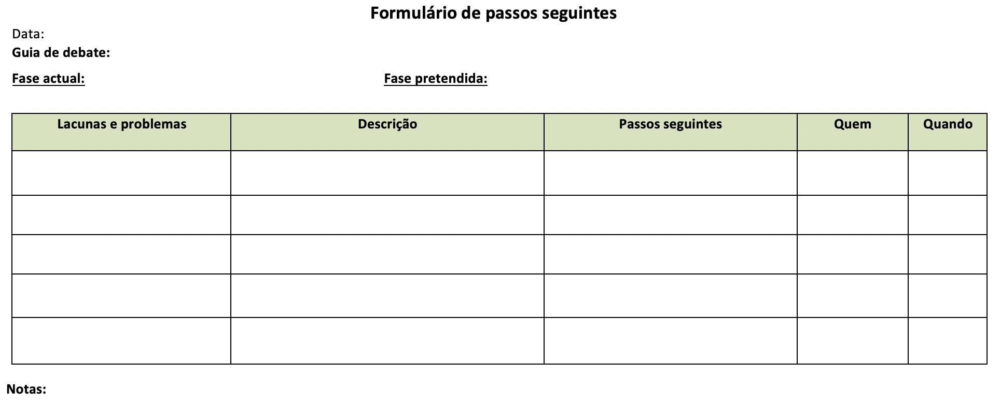 Formulário de passos seguintes
Data:
Guia de debate:
Fase actual: Fase pretendida:
Lacunas e problemas Descrição Passos seguintes Quem Quando
Notas: